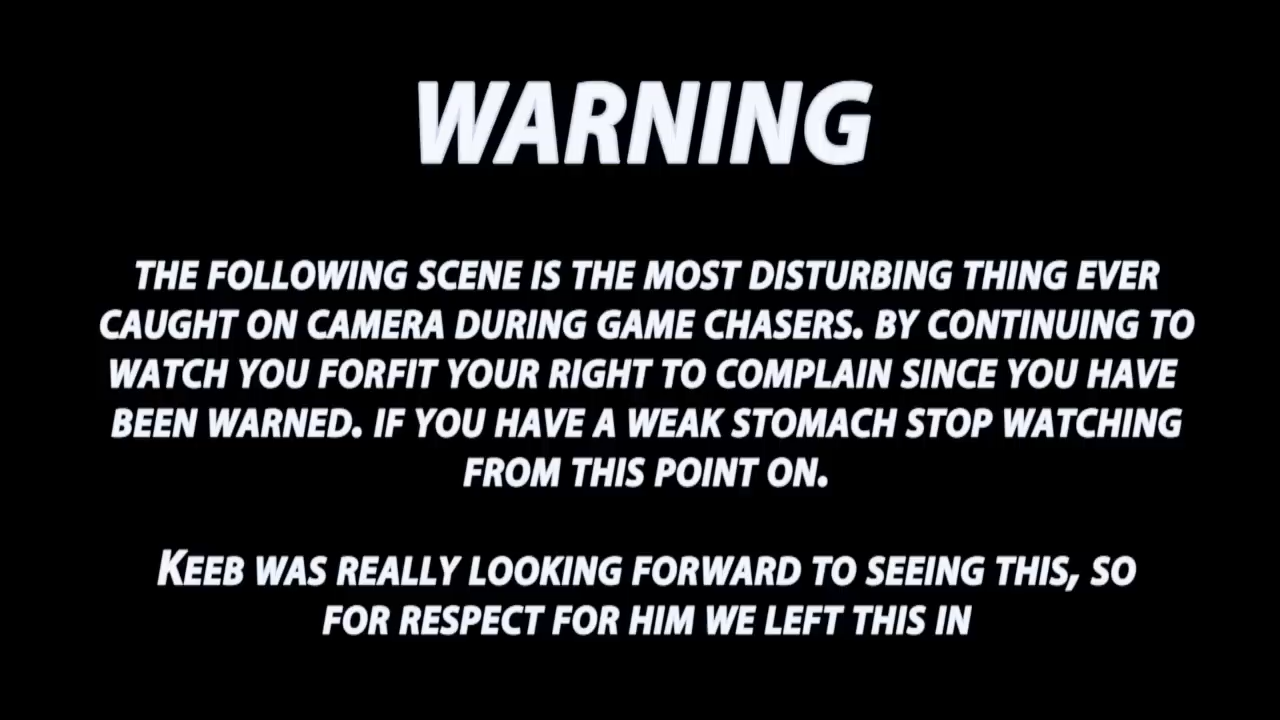 WARNING
THE FOLLOWING SCENE IS THE MOST DISTURBING THING EVER
CAUGHT ON CAMERA DURING GAME CHASERS. BY CONTINUING TO
WATCH YOU FORFIT YOUR RIGHT TO COMPLAIN SINCE YOU HAVE
BEEN WARNED. IF YOU HAVE A WEAK STOMACH STOP WATCHING
FROM THIS POINT ON.
KEEB WAS REALLY LOOKING FORWARD TO SEEING THIS, SO
FOR RESPECT FOR HIM WE LEFT THIS IN